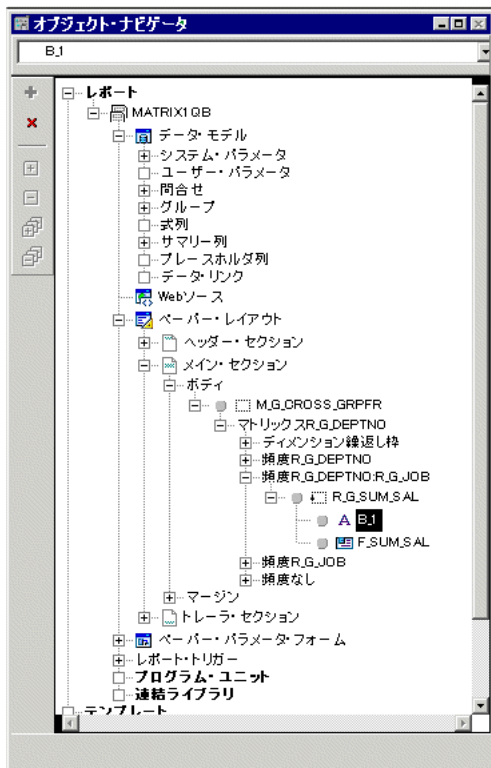 オブジェクト・ナビゲータ
B_1
レポート
MATRIX1QB
データ・モデル
システム・パラメータ
ユーザー・パラメータ
問合せ
グループ
式列
サマリー列
プレースホルダ列
データ・リンク
Webソース
ペーパー・レイアウト
ヘッダー・セクション
メイン・セクション
ボディ
M_G_CROSS_GRPFR
マトリックスR_G_DEPTNO
ディメンション繰返し枠
頻度R_G_DEPTNO
頻度R_G_DEPTNO:R_G_JOB
R_G_SUM_SAL
B_1
F_SUM_SAL
頻度R_G_JOB
頻度なし
マージン
トレーラ・セクション
ペーパー・パラメータ・フォーム
レポート・トリガー
プログラム・ユニット
連結ライブラリ
テンプレート